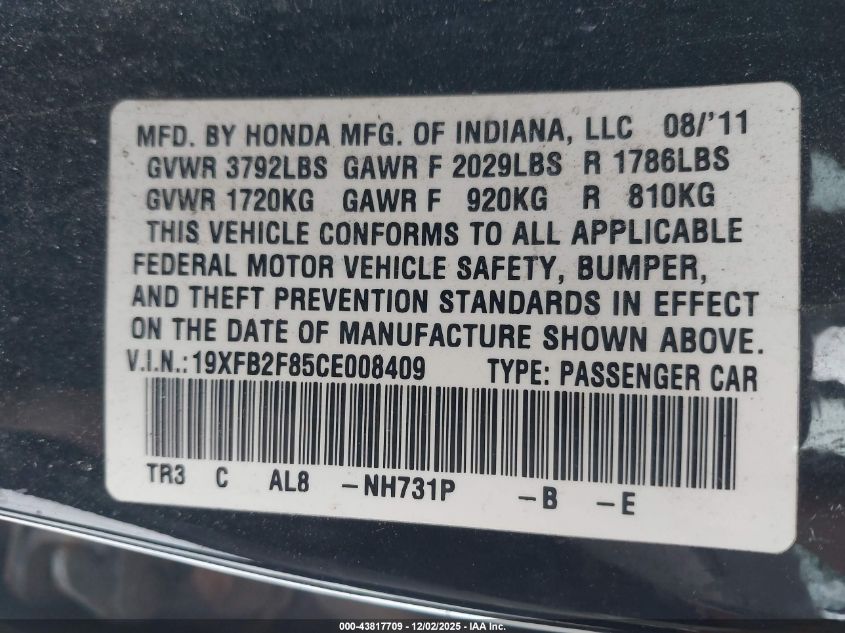 MFD. BY HONDA MFG. OF INDIANA, LLC 08/'11
GVWR 3792LBS GAWR F 2029LBS R 1786LBS
GVWR 1720KG GAWR F 920KG R 810KG
THIS VEHICLE CONFORMS TO ALL APPLICABLE
FEDERAL MOTOR VEHICLE SAFETY, BUMPER,
AND THEFT PREVENTION STANDARDS IN EFFECT
ON THE DATE OF MANUFACTURE SHOWN ABOVE.
V.I.N.:19XFB2F85CE008409 TYPE: PASSENGER CAR
TR3 C AL8 -NH731P -B -E
000-43817709 - 12/02/2025 - IAA Inc.